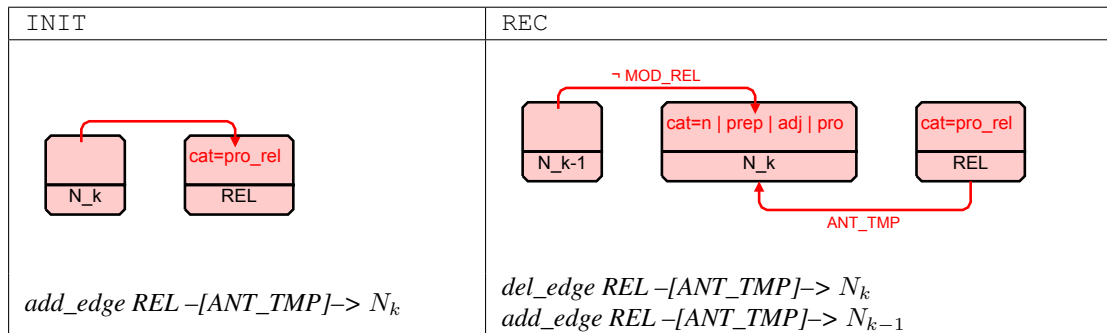 INIT
REC
cat=pro_rel
N_k
REL
¬ MOD_REL
cat=n | prep | adj | pro
cat=pro_rel
N_k-1
N_k
REL
ANT_TMP
add_edge REL –[ANT_TMP]–> N_k
del_edge REL –[ANT_TMP]–> N_k
add_edge REL –[ANT_TMP]–> N_{k−1}